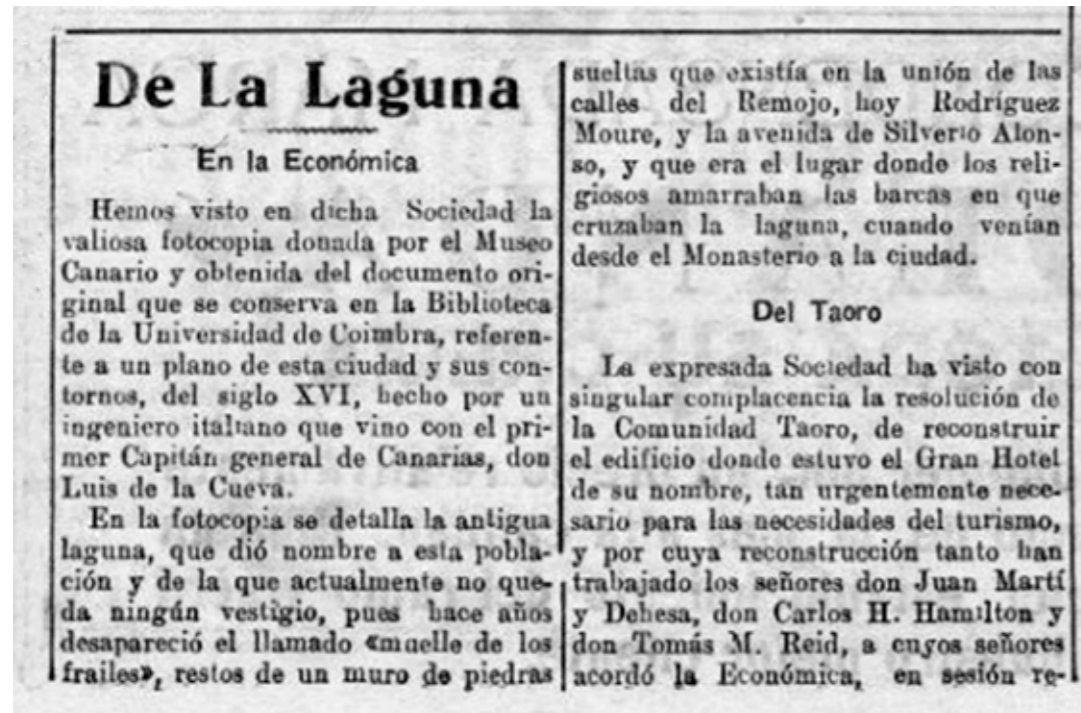 De La Laguna
En la Económica
Hemos visto en dicha Sociedad la
valiosa fotocopia donada por el Museo
Canario y obtenida del documento ori-
ginal que se conserva en la Biblioteca
de la Universidad de Coimbra, referen-
te a un plano de esta ciudad y sus con-
tornos, del siglo XVI, hecho por un
ingeniero italiano que vino con el pri-
mer Capitán general de Canarias, don
Luis de la Cueva.
En la fotocopia se detalla la antigua
laguna, que dió nombre a esta pobla-
ción y de la que actualmente no que-
da ningún vestigio, pues hace años
desapareció el llamado «muelle de los
frailes», restos de un muro de piedras
sueltas que existía en la unión de las
calles del Remojo, hoy Rodríguez
Moure, y la avenida de Silverio Alon-
so, y que era el lugar donde los reli-
giosos amarraban las barcas en que
cruzaban la laguna, cuando venían
desde el Monasterio a la ciudad.
Del Taoro
La expresada Sociedad ha visto con
singular complacencia la resolución de
la Comunidad Taoro, de reconstruir
el edificio donde estuvo el Gran Hotel
de su nombre, tan urgentemente nece-
sario para las necesidades del turismo,
y por cuya reconstrucción tanto han
trabajado los señores don Juan Martí
y Dehesa, don Carlos H. Hamilton y
don Tomás M. Reid, a cuyos señores
acordó la Económica, en sesión re-